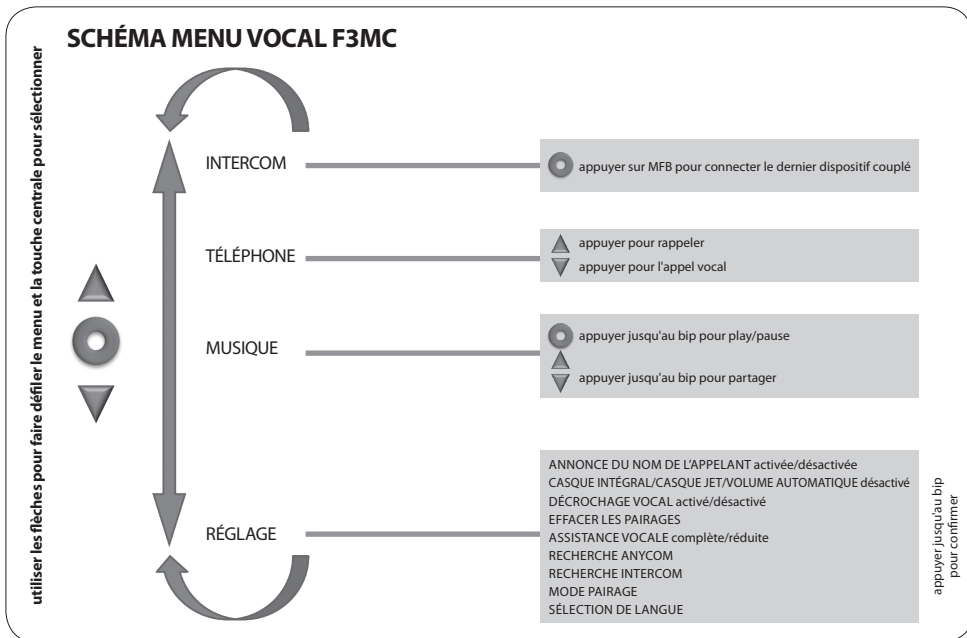 SCHÉMA MENU VOCAL F3MC
utiliser les flèches pour faire défiler le menu et la touche centrale pour sélectionner
INTERCOM
appuyer sur MFB pour connecter le dernier dispositif couplé
TÉLÉPHONE
appuyer pour rappeler
appuyer pour l'appel vocal
MUSIQUE
appuyer jusqu'au bip pour play/pause
appuyer jusqu'au bip pour partager
RÉGLAGE
ANNONCE DU NOM DE L'APPELANT activée/désactivée
CASQUE INTÉGRAL/CASQUE JET/VOLUME AUTOMATIQUE désactivé
DÉCROCHAGE VOCAL activé/désactivé
EFFACER LES PAIRAGES
ASSISTANCE VOCALE complète/réduite
RECHERCHE ANYCOM
RECHERCHE INTERCOM
MODE PAIRAGE
SÉLECTION DE LANGUE
appuyer jusqu'au bip
pour confirmer